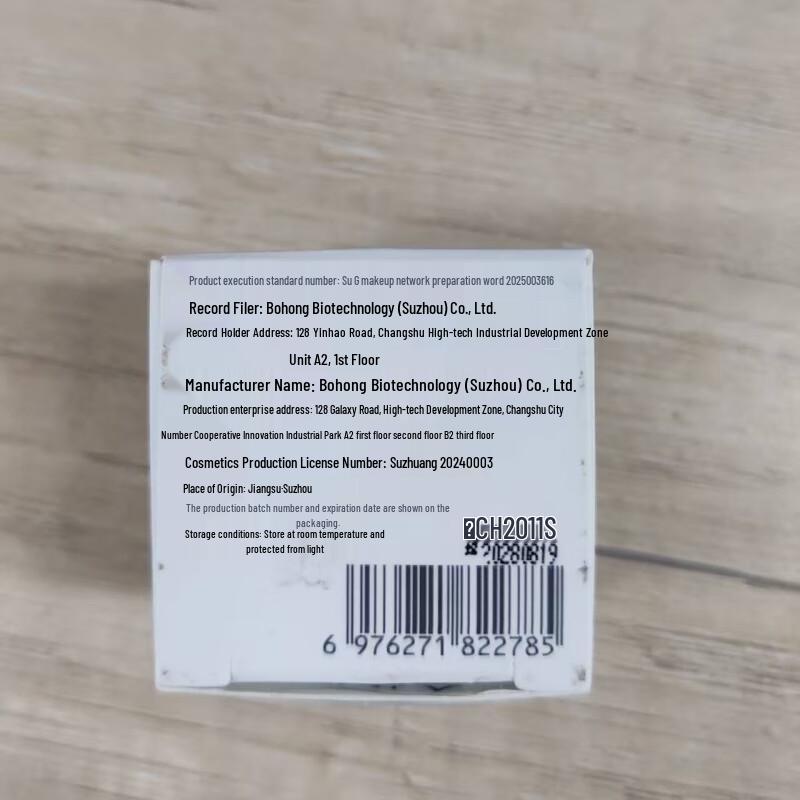 Product execution standard number: Su G makeup network preparation word 2025003616
Record Filer: Bohong Biotechnology (Suzhou) Co., Ltd.
Record Holder Address: 128 Yinhao Road, Changshu High-tech Industrial Development Zone
Unit A2, 1st Floor
Manufacturer Name: Bohong Biotechnology (Suzhou) Co., Ltd.
Production enterprise address: 128 Galaxy Road, High-tech Development Zone, Changshu City
Number Cooperative Innovation Industrial Park A2 first floor second floor B2 third floor
Cosmetics Production License Number: Suzhuang 20240003
Place of Origin: Jiangsu·Suzhou
The production batch number and expiration date are shown on the
packaging.
Storage conditions: Store at room temperature and
protected from light
CH2011S
20280819
6 976271 822785